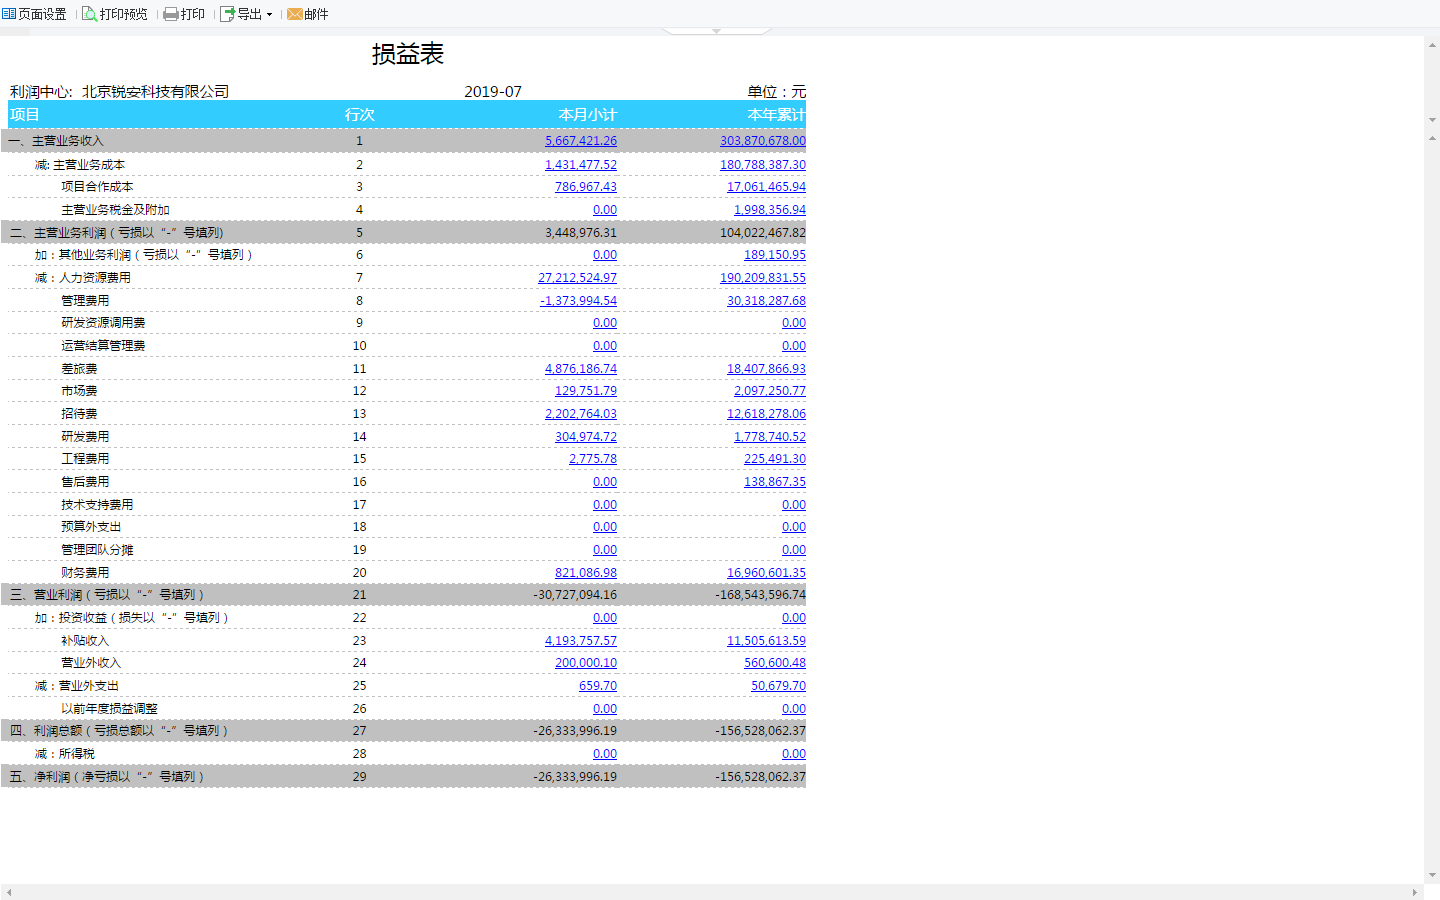 页面设置 打印预览 打印 导出 邮件
损益表
利润中心: 北京锐安科技有限公司 2019-07 单位：元
项目 行次 本月小计 本年累计
一、主营业务收入 1 5,667,421.26 303,870,678.00
减: 主营业务成本 2 1,431,477.52 180,788,387.30
项目合作成本 3 786,967.43 17,061,465.94
主营业务税金及附加 4 0.00 1,998,356.94
二、主营业务利润（亏损以“-”号填列) 5 3,448,976.31 104,022,467.82
加：其他业务利润（亏损以“-”号填列） 6 0.00 189,150.95
减：人力资源费用 7 27,212,524.97 190,209,831.55
管理费用 8 -1,373,994.54 30,318,287.68
研发资源调用费 9 0.00 0.00
运营结算管理费 10 0.00 0.00
差旅费 11 4,876,186.74 18,407,866.93
市场费 12 129,751.79 2,097,250.77
招待费 13 2,202,764.03 12,618,278.06
研发费用 14 304,974.72 1,778,740.52
工程费用 15 2,775.78 225,491.30
售后费用 16 0.00 138,867.35
技术支持费用 17 0.00 0.00
预算外支出 18 0.00 0.00
管理团队分摊 19 0.00 0.00
财务费用 20 821,086.98 16,960,601.35
三、营业利润（亏损以“-”号填列） 21 -30,727,094.16 -168,543,596.74
加：投资收益（损失以“-”号填列） 22 0.00 0.00
补贴收入 23 4,193,757.57 11,505,613.59
营业外收入 24 200,000.10 560,600.48
减：营业外支出 25 659.70 50,679.70
以前年度损益调整 26 0.00 0.00
四、利润总额（亏损总额以“-”号填列） 27 -26,333,996.19 -156,528,062.37
减：所得税 28 0.00 0.00
五、净利润（净亏损以“-”号填列） 29 -26,333,996.19 -156,528,062.37